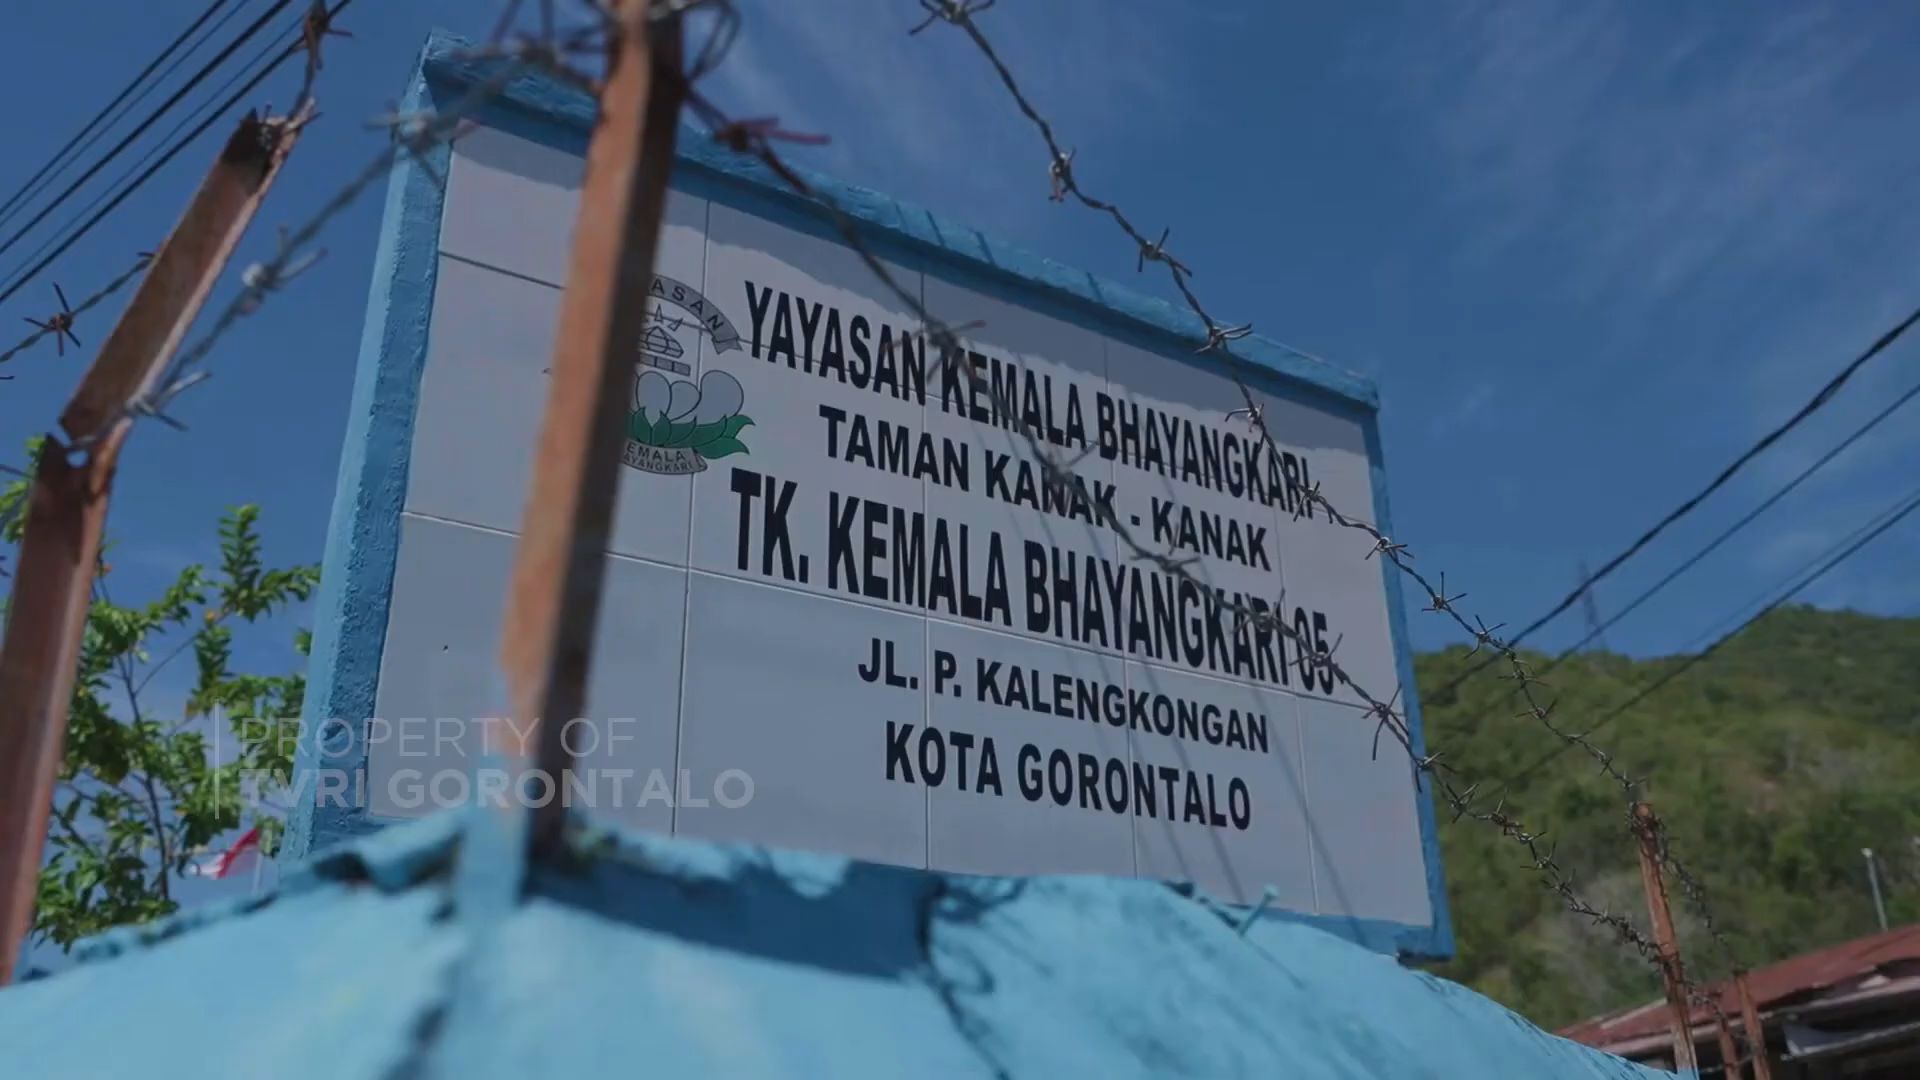 YAYASAN KEMALA BHAYANGKARI
TAMAN KANAK - KANAK
TK. KEMALA BHAYANGKARI 05
JL. P. KALENGKONGAN
KOTA GORONTALO
PROPERTY OF
TVRI GORONTALO